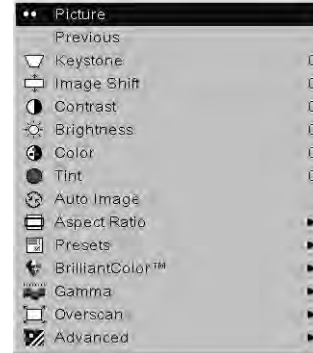 Picture
Previous
Keystone
Image Shift
Contrast
Brightness
Color
Tint
Auto Image
Aspect Ratio
Presets
BrilliantColor™
Gamma
Overscan
Advanced